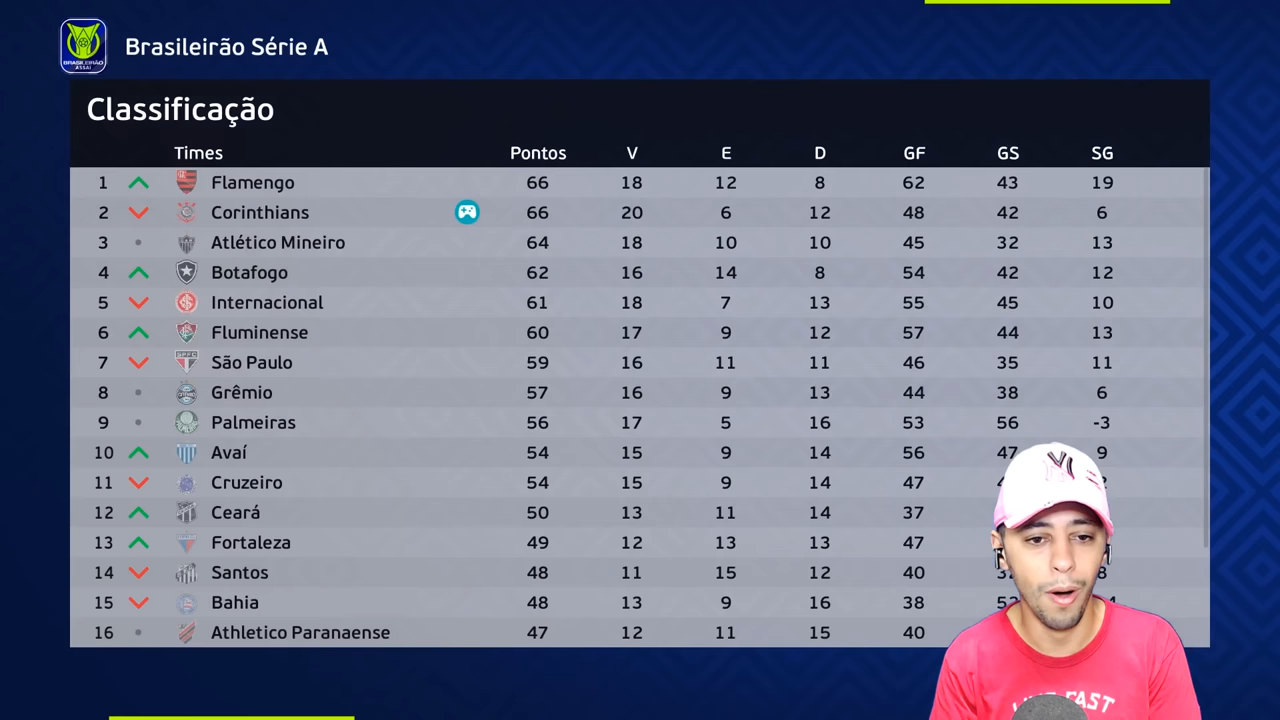 Brasileirão Série A
BRASILEIRÃO
ASSAÍ
Classificação
Times Pontos V E D GF GS SG
1 Flamengo 66 18 12 8 62 43 19
2 Corinthians 66 20 6 12 48 42 6
3 Atlético Mineiro 64 18 10 10 45 32 13
4 Botafogo 62 16 14 8 54 42 12
5 Internacional 61 18 7 13 55 45 10
6 Fluminense 60 17 9 12 57 44 13
7 São Paulo 59 16 11 11 46 35 11
8 Grêmio 57 16 9 13 44 38 6
9 Palmeiras 56 17 5 16 53 56 -3
10 Avaí 54 15 9 14 56 47 9
11 Cruzeiro 54 15 9 14 47
12 Ceará 50 13 11 14 37
13 Fortaleza 49 12 13 13 47
14 Santos 48 11 15 12 40 8
15 Bahia 48 13 9 16 38
16 Athletico Paranaense 47 12 11 15 40
NY
FAST